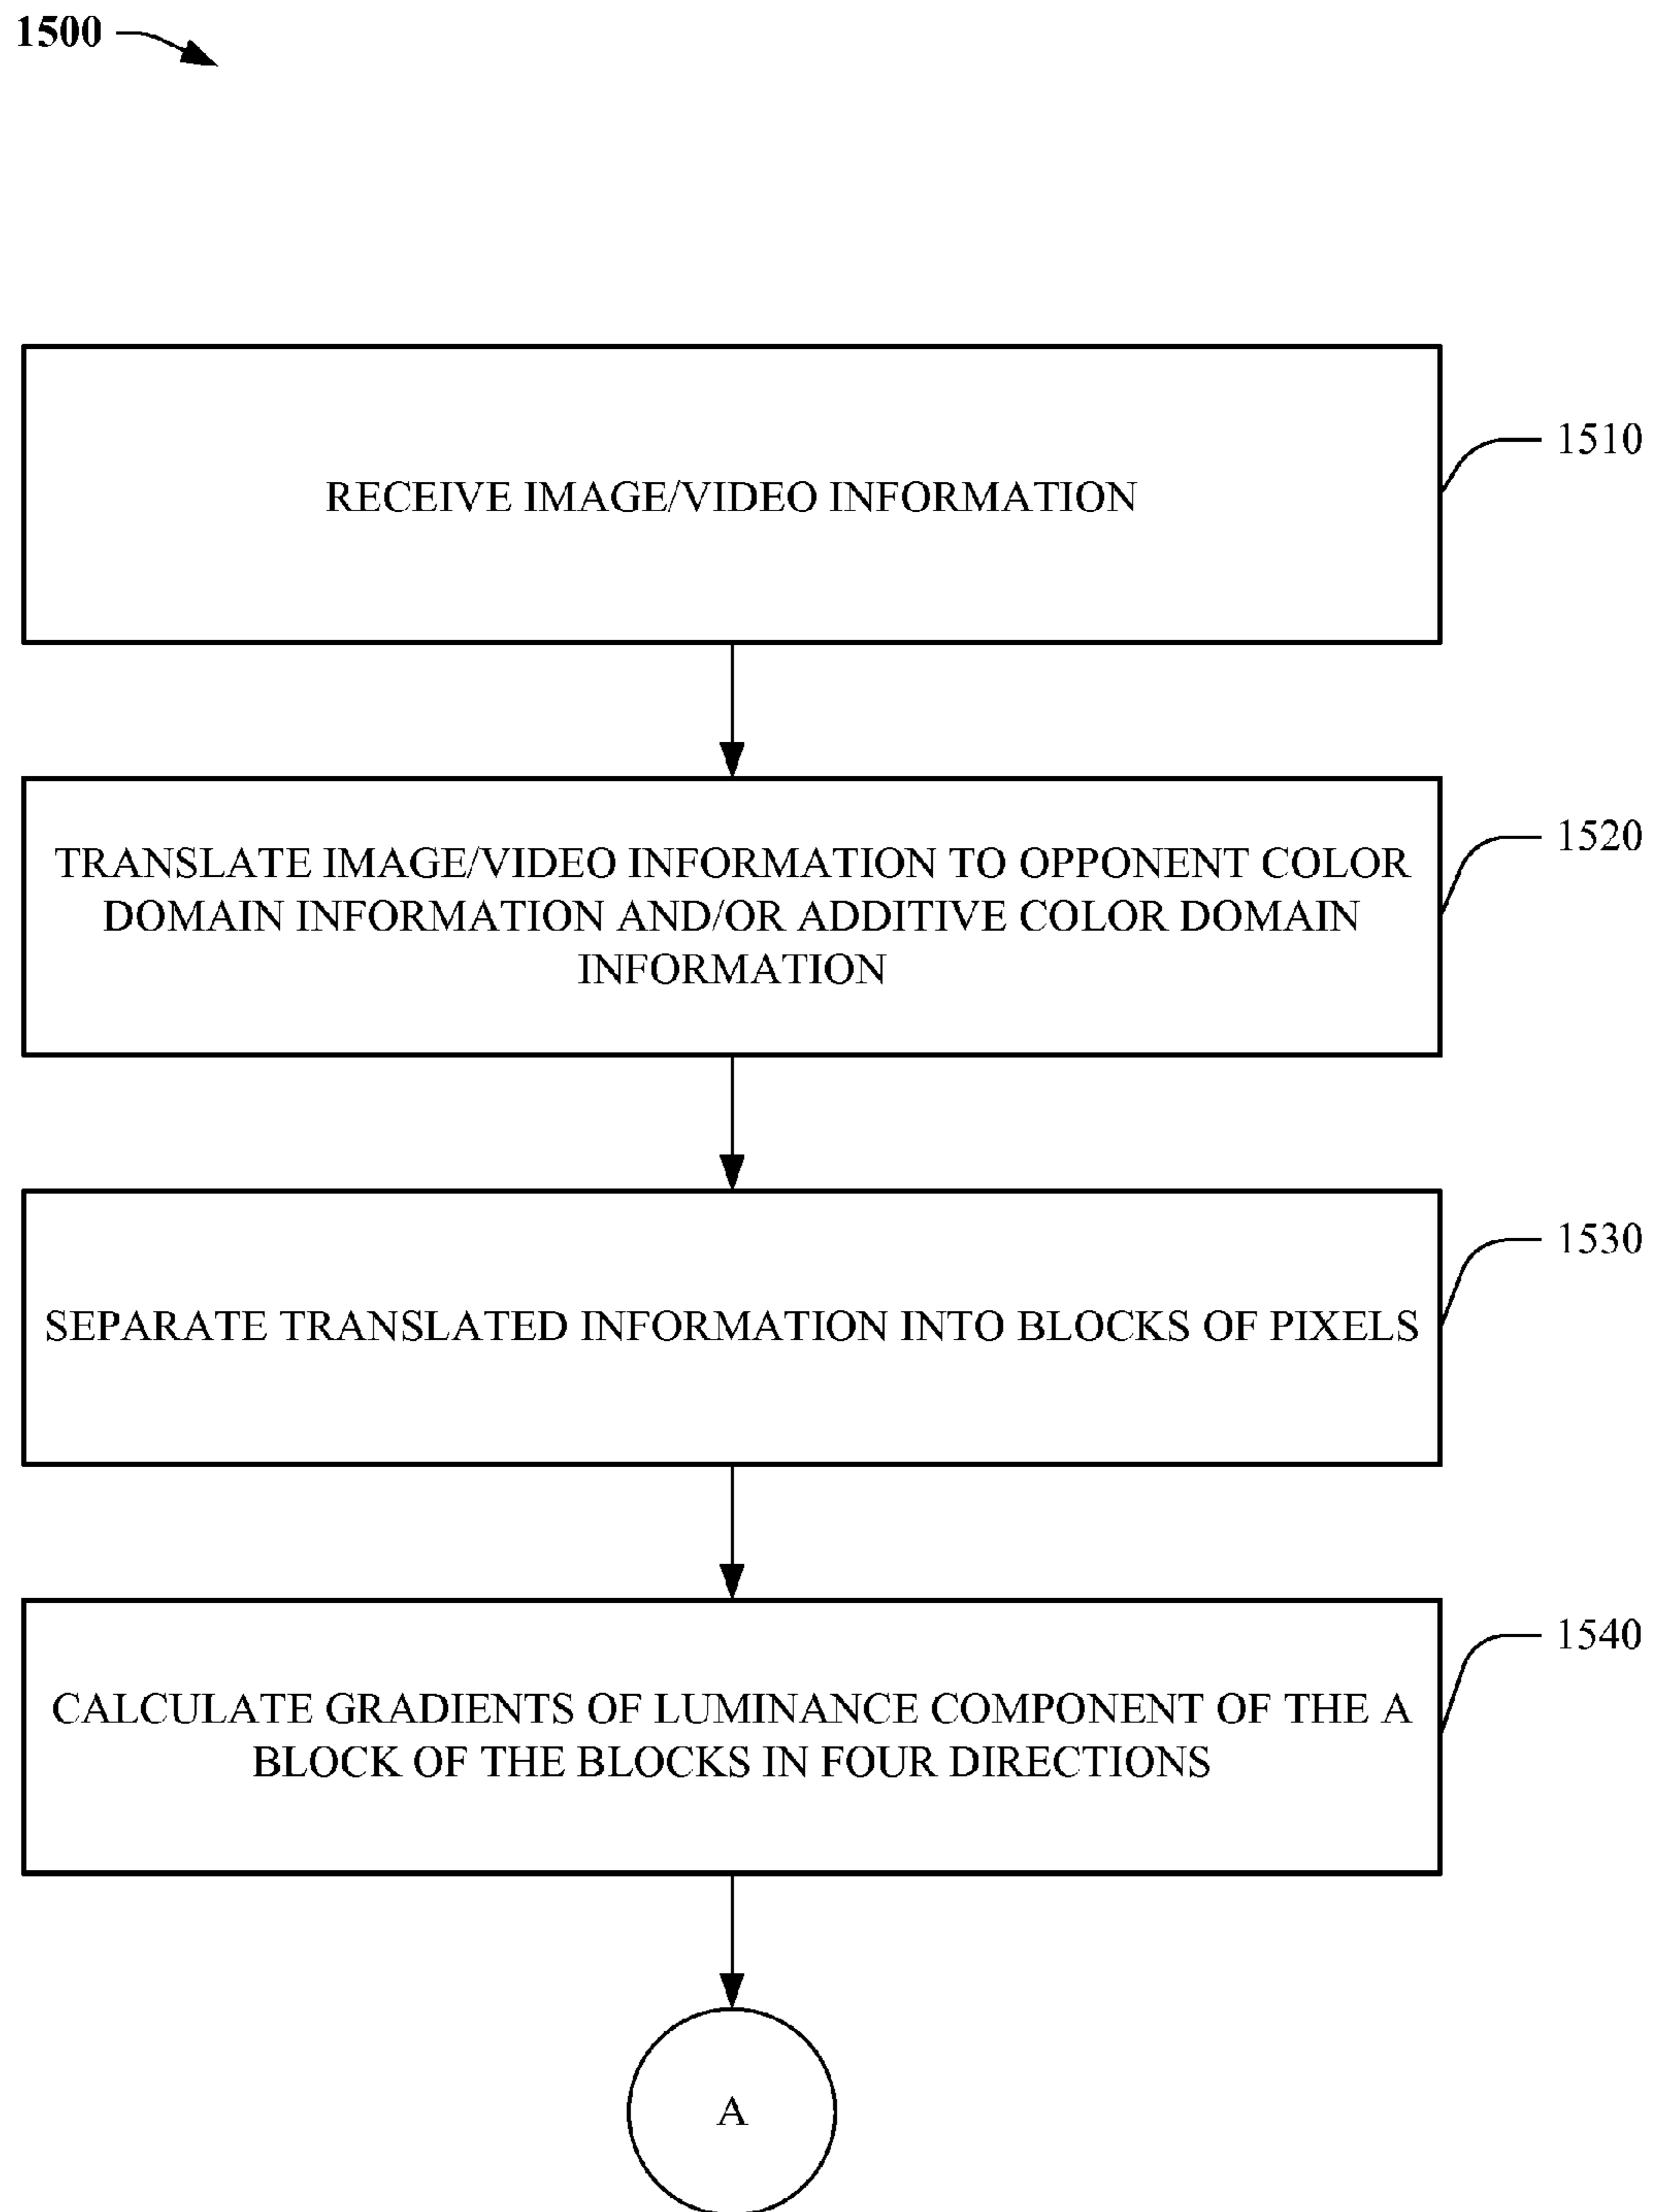 1500
RECEIVE IMAGE/VIDEO INFORMATION
1510
TRANSLATE IMAGE/VIDEO INFORMATION TO OPPONENT COLOR
DOMAIN INFORMATION AND/OR ADDITIVE COLOR DOMAIN
INFORMATION
1520
SEPARATE TRANSLATED INFORMATION INTO BLOCKS OF PIXELS
1530
CALCULATE GRADIENTS OF LUMINANCE COMPONENT OF THE A
BLOCK OF THE BLOCKS IN FOUR DIRECTIONS
1540
A